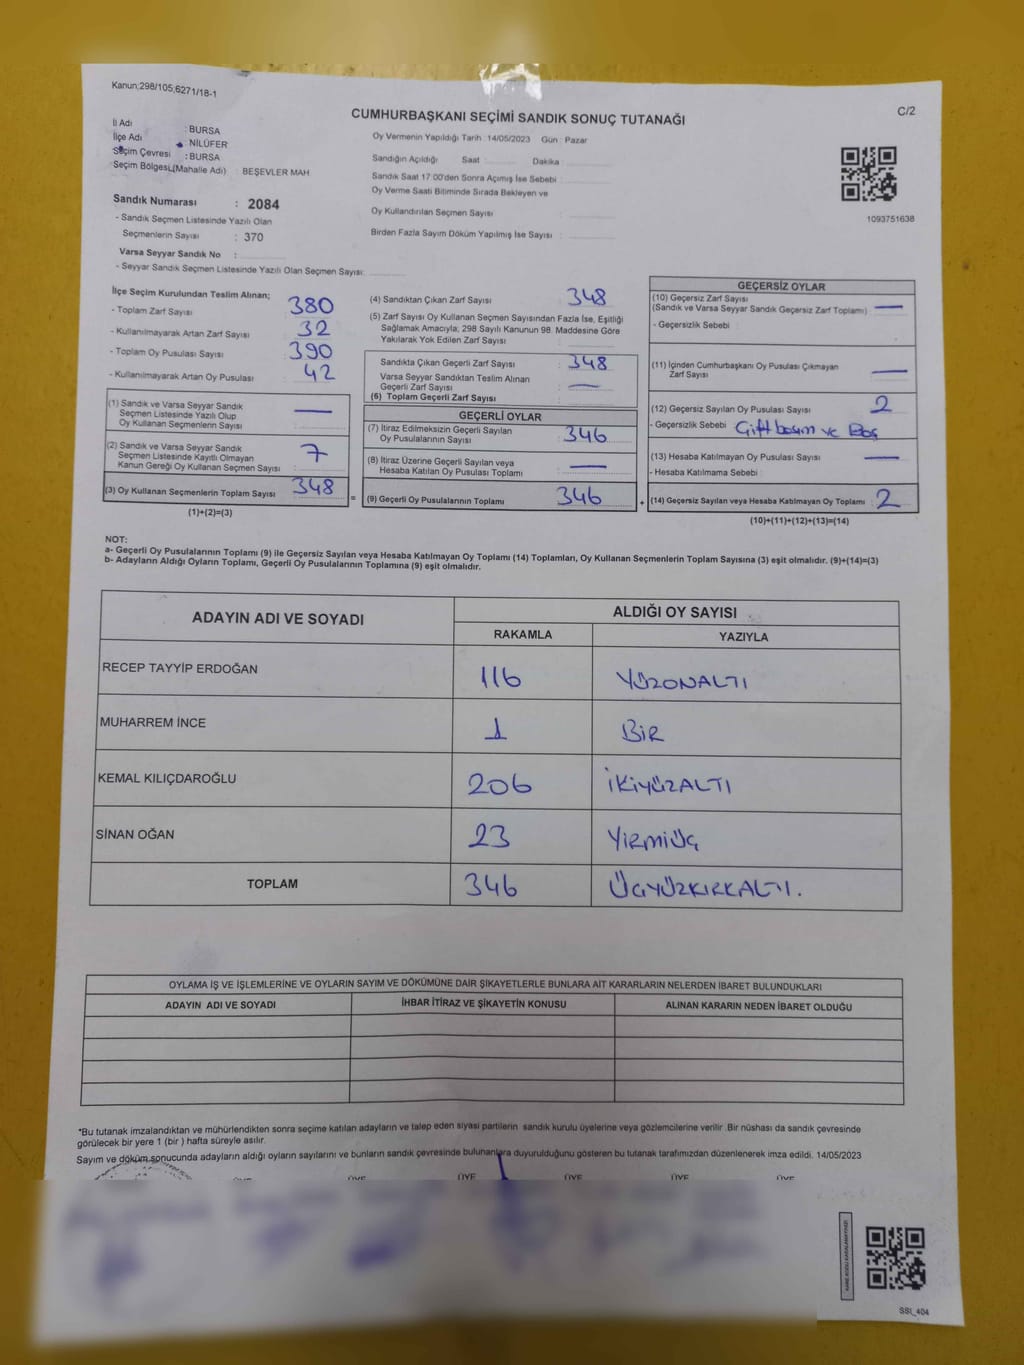 Kanun;298/105;6271/18-1
C/2
CUMHURBAŞKANI SEÇİMİ SANDIK SONUÇ TUTANAĞI
İl Adı : BURSA
İlçe Adı : NİLÜFER
Seçim Çevresi : BURSA
Seçim Bölgesi,(Mahalle Adı) BEŞEVLER MAH
Oy Vermenin Yapıldığı Tarih : 14/05/2023 Gün : Pazar
Sandığın Açıldığı Saat Dakika
Sandık Saat 17:00'den Sonra Açımış İse Sebebi
Oy Verme Saati Bitiminde Sırada Bekleyen ve
Oy Kullandırılan Seçmen Sayısı
Birden Fazla Sayım Döküm Yapılmış İse Sayısı
1093751638
Sandık Numarası : 2084
- Sandık Seçmen Listesinde Yazılı Olan
Seçmenlerin Sayısı : 370
Varsa Seyyar Sandık No :
- Seyyar Sandık Seçmen Listesinde Yazılı Olan Seçmen Sayısı:
İlçe Seçim Kurulundan Teslim Alınan;
- Toplam Zarf Sayısı : 380
- Kullanılmayarak Artan Zarf Sayısı : 32
- Toplam Oy Pusulası Sayısı : 390
- Kullanılmayarak Artan Oy Pusulası : 42
(1) Sandık ve Varsa Seyyar Sandık
Seçmen Listesinde Yazılı Olup
Oy Kullanan Seçmenlerin Sayısı : —
(2) Sandık ve Varsa Seyyar Sandık
Seçmen Listesinde Kayıtlı Olmayan
Kanun Gereği Oy Kullanan Seçmen Sayısı : 7
(3) Oy Kullanan Seçmenlerin Toplam Sayısı : 348
(1)+(2)=(3)
=
(4) Sandıktan Çıkan Zarf Sayısı : 348
(5) Zarf Sayısı Oy Kullanan Seçmen Sayısından Fazla İse, Eşitliği
Sağlamak Amacıyla, 298 Sayılı Kanunun 98. Maddesine Göre
Yakılarak Yok Edilen Zarf Sayısı :
Sandıkta Çıkan Geçerli Zarf Sayısı : 348
Varsa Seyyar Sandıktan Teslim Alınan
Geçerli Zarf Sayısı : —
(6) Toplam Geçerli Zarf Sayısı :
GEÇERLİ OYLAR
(7) İtiraz Edilmeksizin Geçerli Sayılan
Oy Pusulalarının Sayısı : 346
(8) İtiraz Üzerine Geçerli Sayılan veya
Hesaba Katılan Oy Pusulası Toplamı : —
(9) Geçerli Oy Pusulalarının Toplamı : 346
+
GEÇERSİZ OYLAR
(10) Geçersiz Zarf Sayısı
(Sandık ve Varsa Seyyar Sandık Geçersiz Zarf Toplamı) : —
- Geçersizlik Sebebi :
(11) İçinden Cumhurbaşkanı Oy Pusulası Çıkmayan
Zarf Sayısı : —
(12) Geçersiz Sayılan Oy Pusulası Sayısı : 2
- Geçersizlik Sebebi : Çift basım ve Boş
(13) Hesaba Katılmayan Oy Pusulası Sayısı : —
- Hesaba Katılmama Sebebi :
(14) Geçersiz Sayılan veya Hesaba Katılmayan Oy Toplamı : 2
(10)+(11)+(12)+(13)=(14)
NOT:
a- Geçerli Oy Pusulalarının Toplamı (9) ile Geçersiz Sayılan veya Hesaba Katılmayan Oy Toplamı (14) Toplamları, Oy Kullanan Seçmenlerin Toplam Sayısına (3) eşit olmalıdır. (9)+(14)=(3)
b- Adayların Aldığı Oyların Toplamı, Geçerli Oy Pusulalarının Toplamına (9) eşit olmalıdır.
ADAYIN ADI VE SOYADI ALDIĞI OY SAYISI
RAKAMLA YAZIYLA
RECEP TAYYİP ERDOĞAN 116 YÜZONALTI
MUHARREM İNCE 1 BİR
KEMAL KILIÇDAROĞLU 206 İKİYÜZALTI
SİNAN OĞAN 23 YİRMİÜÇ
TOPLAM 346 ÜÇYÜZKIRKALTI.
OYLAMA İŞ VE İŞLEMLERİNE VE OYLARIN SAYIM VE DÖKÜMÜNE DAİR ŞİKAYETLERLE BUNLARA AİT KARARLARIN NELERDEN İBARET BULUNDUKLARI
ADAYIN ADI VE SOYADI İHBAR İTİRAZ VE ŞİKAYETİN KONUSU ALINAN KARARIN NEDEN İBARET OLDUĞU
*Bu tutanak imzalandıktan ve mühürlendikten sonra seçime katılan adayların ve talep eden siyasi partilerin sandık kurulu üyelerine veya gözlemcilerine verilir .Bir nüshası da sandık çevresinde
görülecek bir yere 1 (bir ) hafta süreyle asılır.
Sayım ve döküm sonucunda adayların aldığı oyların sayılarını ve bunların sandık çevresinde bulunanlara duyurulduğunu gösteren bu tutanak tarafımızdan düzenlenerek imza edildi. 14/05/2023
ÜYE ÜYE ÜYE ÜYE ÜYE ÜYE
SSI_404